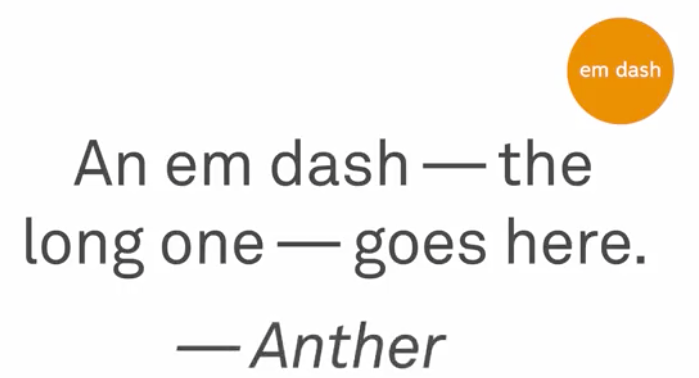 em dash
An em dash — the
long one — goes here.
— Anther